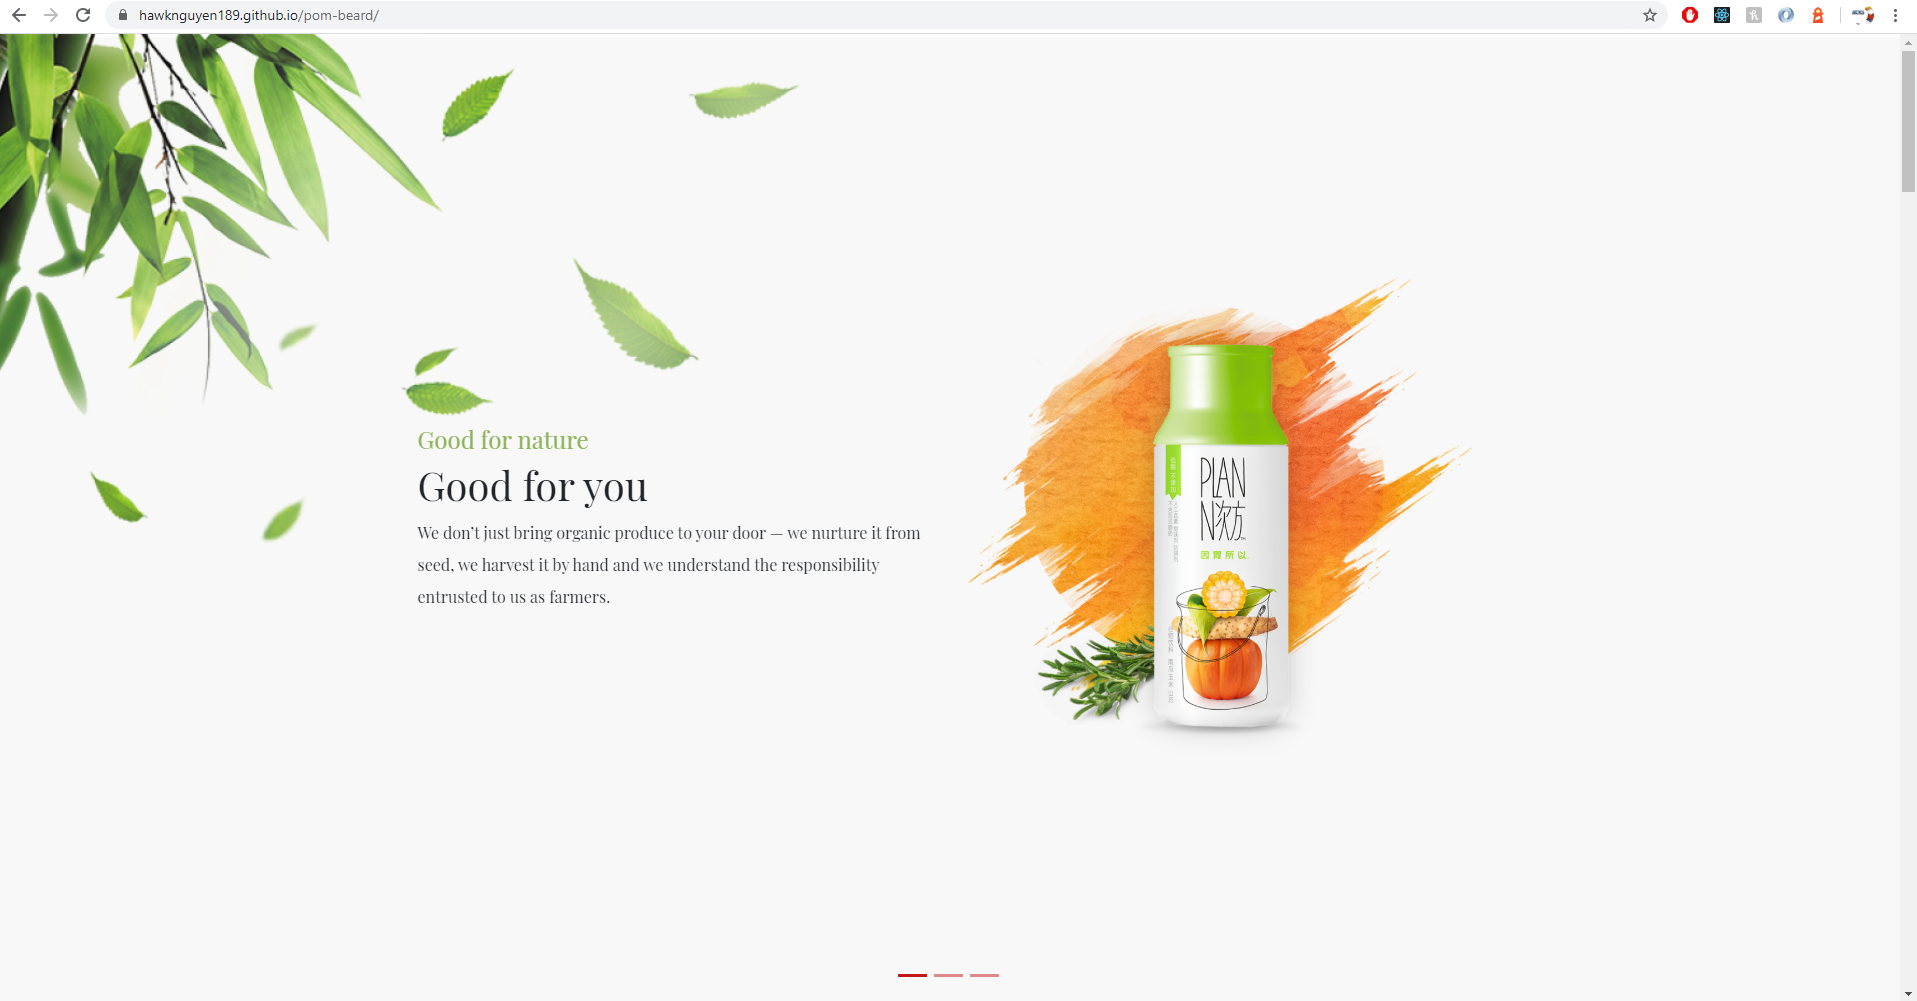 hawknguyen189.github.io/pom-beard/
Good for nature
Good for you
We don’t just bring organic produce to your door — we nurture it from
seed, we harvest it by hand and we understand the responsibility
entrusted to us as farmers.
PLAN
N次方
因胃所以